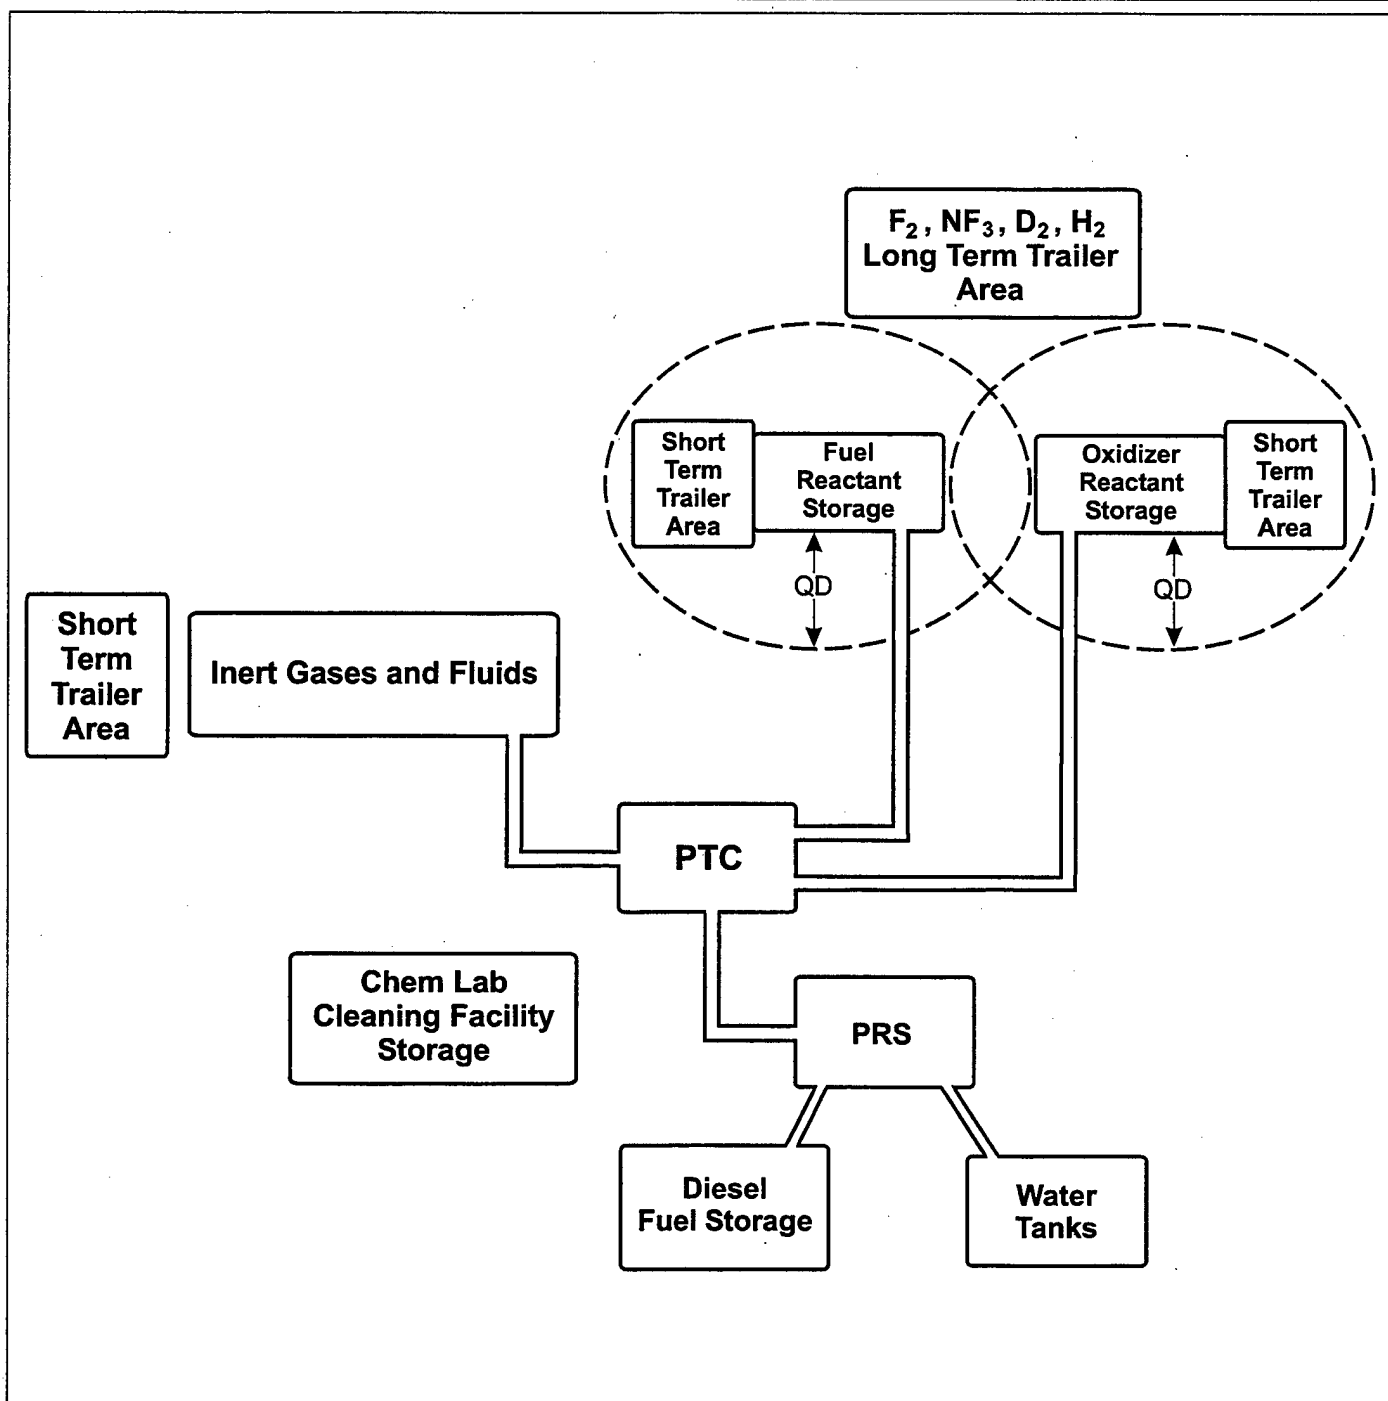 F₂, NF₃, D₂, H₂
Long Term Trailer
Area
Short
Term
Trailer
Area
Fuel
Reactant
Storage
Oxidizer
Reactant
Storage
Short
Term
Trailer
Area
QD
QD
Short
Term
Trailer
Area
Inert Gases and Fluids
PTC
Chem Lab
Cleaning Facility
Storage
PRS
Diesel
Fuel Storage
Water
Tanks